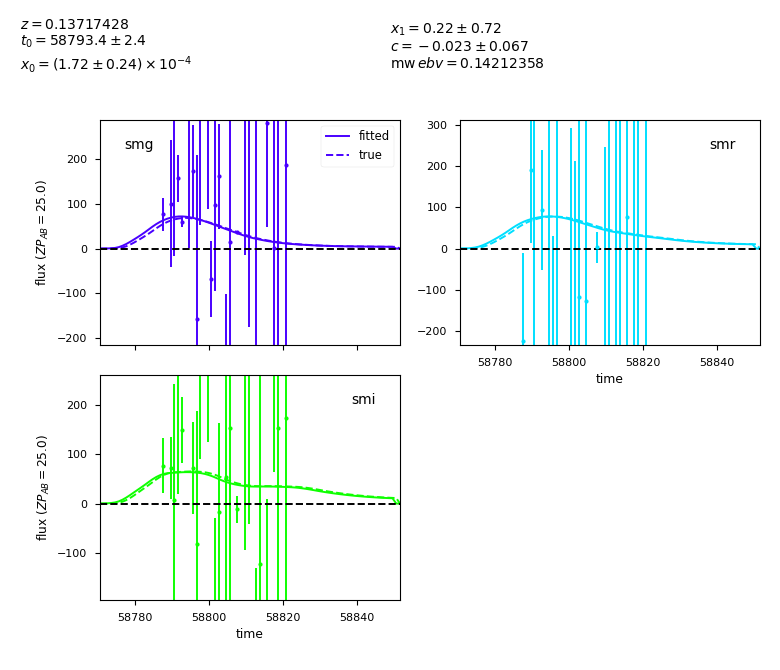 z = 0.13717428
t0 = 58793.4 ± 2.4
x0 = (1.72 ± 0.24) × 10^−4
x1 = 0.22 ± 0.72
c = −0.023 ± 0.067
mw ebv = 0.14212358
smg
fitted
true
200
100
0
−100
−200
flux (ZP_AB = 25.0)
smr
300
200
100
0
−100
−200
58780 58800 58820 58840
time
smi
200
100
0
−100
flux (ZP_AB = 25.0)
58780 58800 58820 58840
time